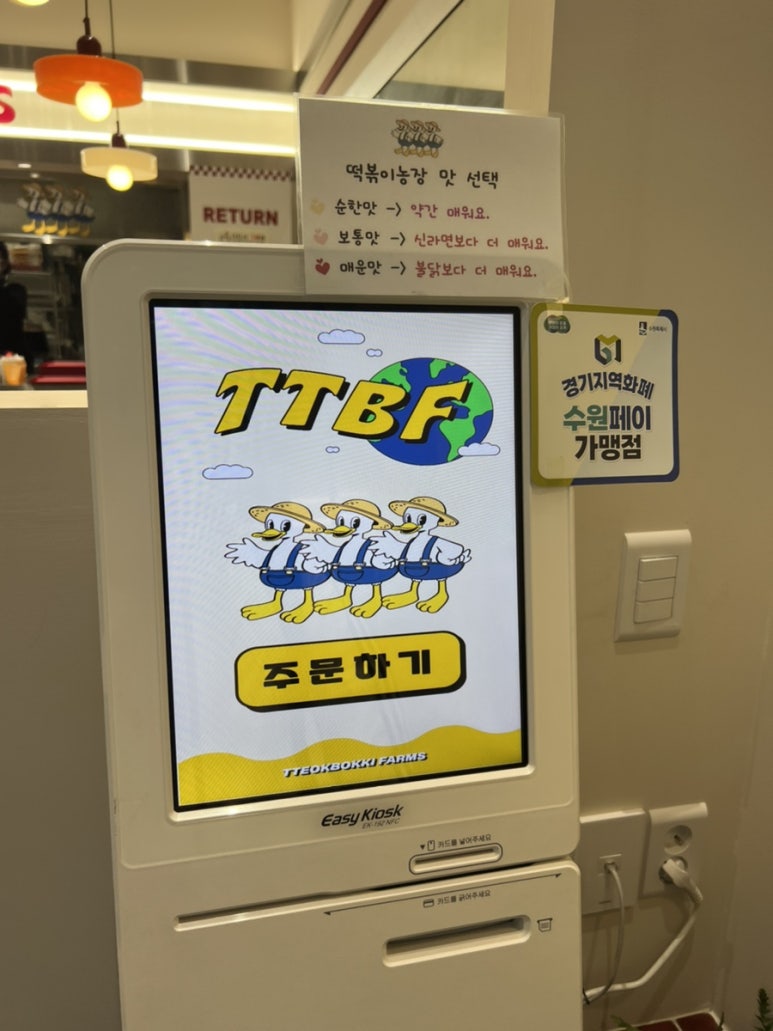 떡볶이농장 맛 선택
순한맛 -> 약간 매워요.
보통맛 -> 신라면보다 더 매워요.
매운맛 -> 불닭보다 더 매워요.
S
RETURN
TTBF
주문하기
TTEOKBOKKI FARMS
경기지역화폐
수원페이
가맹점
Easy Kiosk
EK-192 NFC
카드를 넣어주세요
카드를 긁어주세요